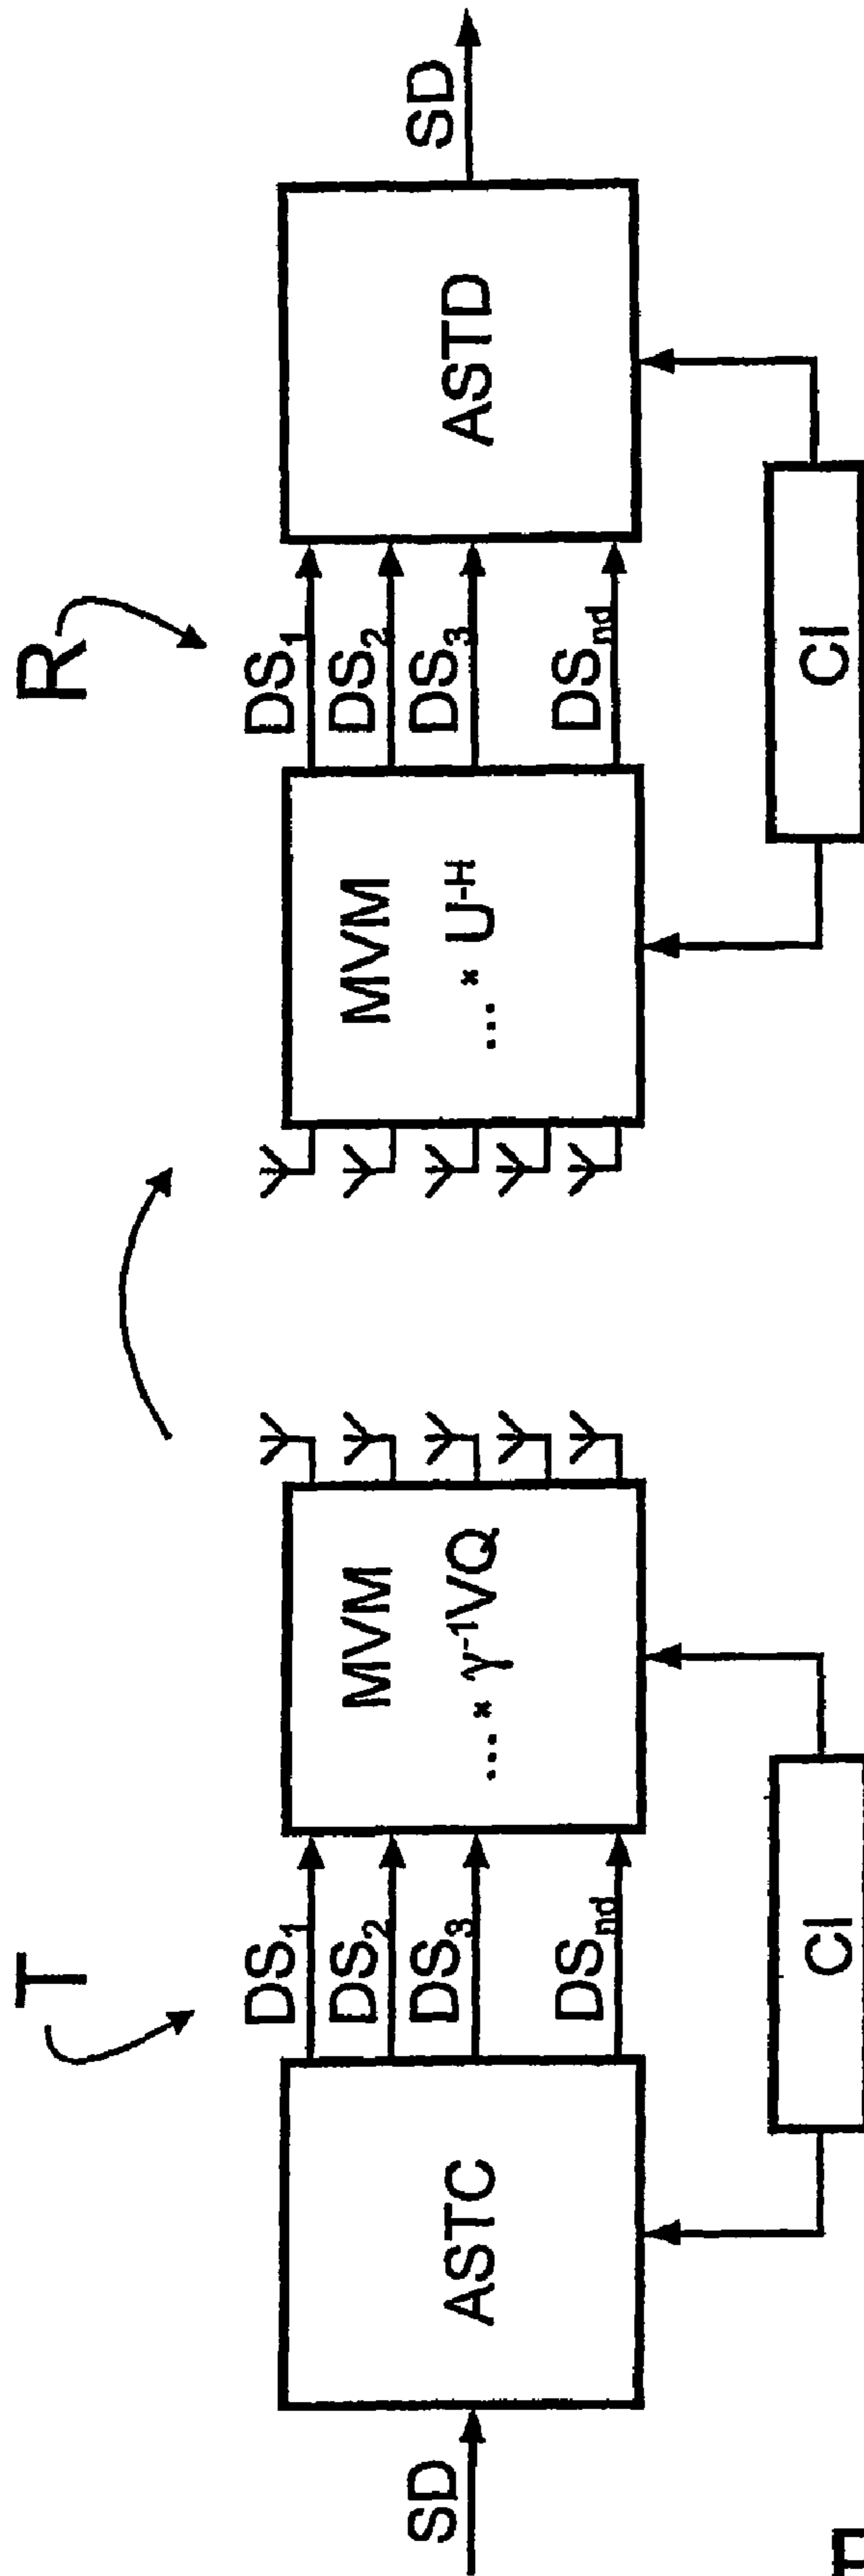 T
R
SD
ASTC
DS₁
DS₂
DS₃
DSnd
MVM
... * γ⁻¹VQ
CI
MVM
... * U⁻ᴴ
DS₁
DS₂
DS₃
DSnd
ASTD
SD
CI